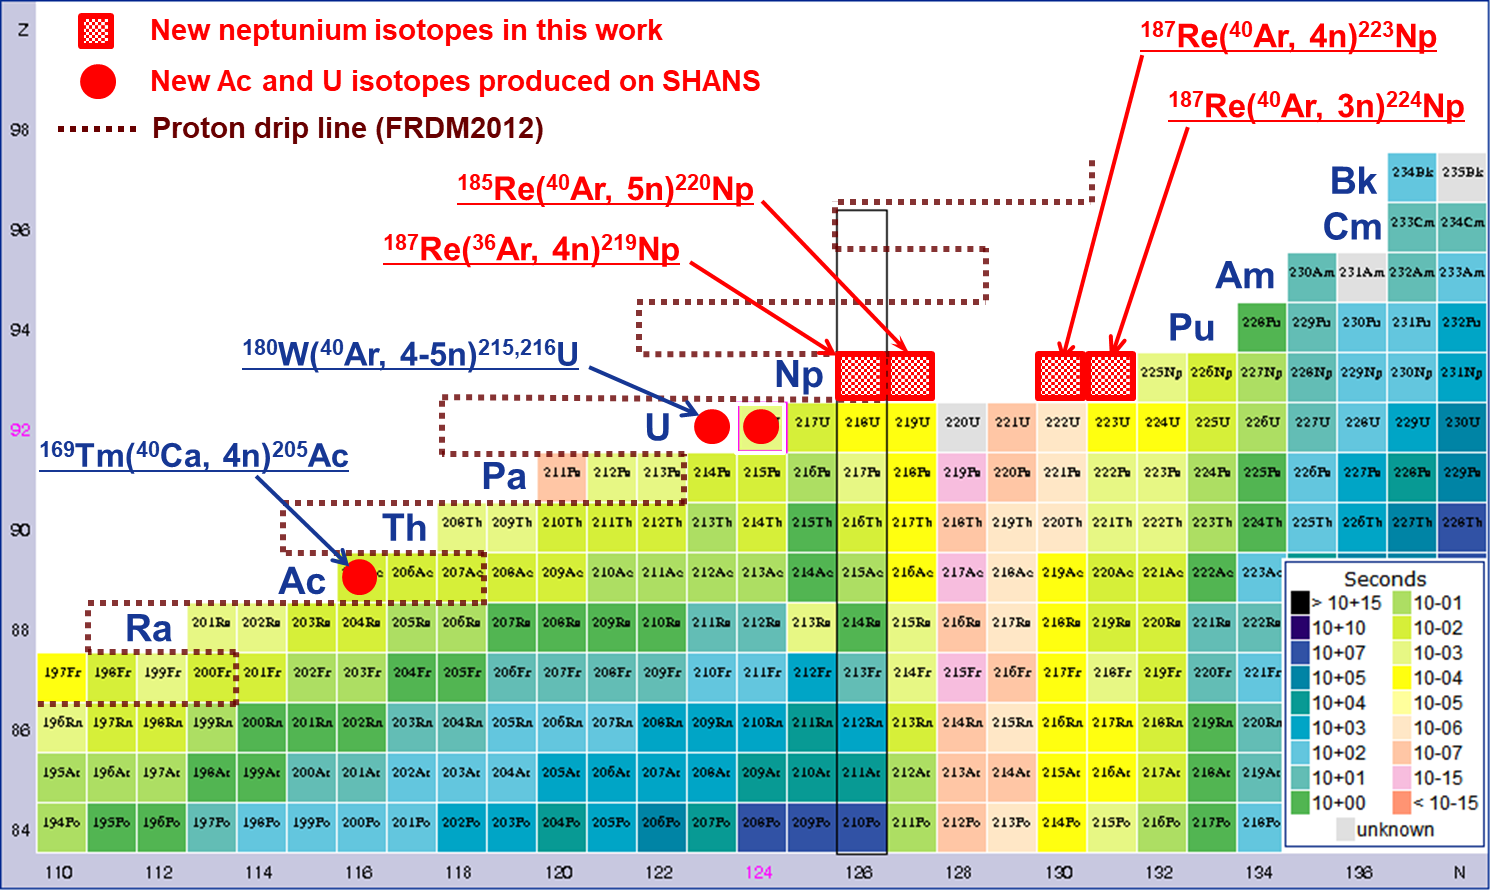 Z
New neptunium isotopes in this work
New Ac and U isotopes produced on SHANS
Proton drip line (FRDM2012)
187Re(40Ar, 4n)223Np
187Re(40Ar, 3n)224Np
185Re(40Ar, 5n)220Np
187Re(36Ar, 4n)219Np
180W(40Ar, 4-5n)215,216U
169Tm(40Ca, 4n)205Ac
98
Bk 234Bk 235Bk
96 Cm 233Cm 234Cm
Am 230Am 231Am 232Am 233Am
94 Pu 228Pu 229Pu 230Pu 231Pu 232Pu
Np 225Np 226Np 227Np 228Np 229Np 230Np 231Np
92 U 217U 218U 219U 220U 221U 222U 223U 224U 225U 226U 227U 228U 229U 230U
Pa 211Pa 212Pa 213Pa 214Pa 215Pa 216Pa 217Pa 218Pa 219Pa 220Pa 221Pa 222Pa 223Pa 224Pa 225Pa 226Pa 227Pa 228Pa 229Pa
90 Th 208Th 209Th 210Th 211Th 212Th 213Th 214Th 215Th 216Th 217Th 218Th 219Th 220Th 221Th 222Th 223Th 224Th 225Th 226Th 227Th 228Th
Ac 206Ac 207Ac 208Ac 209Ac 210Ac 211Ac 212Ac 213Ac 214Ac 215Ac 216Ac 217Ac 218Ac 219Ac 220Ac 221Ac 222Ac 223Ac
88 Ra 201Ra 202Ra 203Ra 204Ra 205Ra 206Ra 207Ra 208Ra 209Ra 210Ra 211Ra 212Ra 213Ra 214Ra 215Ra 216Ra 217Ra 218Ra 219Ra 220Ra 221Ra 222Ra
197Fr 198Fr 199Fr 200Fr 201Fr 202Fr 203Fr 204Fr 205Fr 206Fr 207Fr 208Fr 209Fr 210Fr 211Fr 212Fr 213Fr 214Fr 215Fr 216Fr 217Fr 218Fr 219Fr 220Fr 221Fr
86 196Rn 197Rn 198Rn 199Rn 200Rn 201Rn 202Rn 203Rn 204Rn 205Rn 206Rn 207Rn 208Rn 209Rn 210Rn 211Rn 212Rn 213Rn 214Rn 215Rn 216Rn 217Rn 218Rn 219Rn 220Rn
195At 196At 197At 198At 199At 200At 201At 202At 203At 204At 205At 206At 207At 208At 209At 210At 211At 212At 213At 214At 215At 216At 217At 218At 219At
84 194Po 195Po 196Po 197Po 198Po 199Po 200Po 201Po 202Po 203Po 204Po 205Po 206Po 207Po 208Po 209Po 210Po 211Po 212Po 213Po 214Po 215Po 216Po 217Po 218Po
110 112 114 116 118 120 122 124 126 128 130 132 134 136 N
Seconds
> 10+15 10-01
10+10 10-02
10+07 10-03
10+05 10-04
10+04 10-05
10+03 10-06
10+02 10-07
10+01 10-15
10+00 < 10-15
unknown